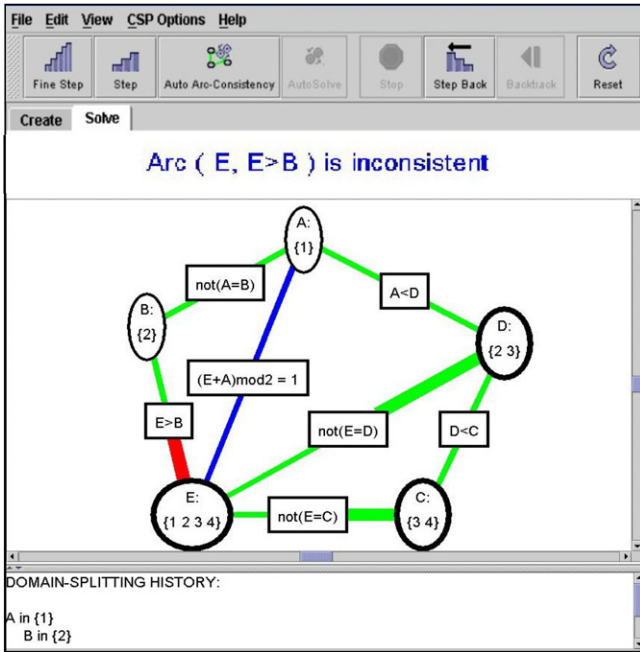 File Edit View CSP Options Help
Fine Step
Step
Auto Arc-Consistency
AutoSolve
Stop
Step Back
Backtrack
Reset
Create
Solve
Arc ( E, E>B ) is inconsistent
A:
{1}
not(A=B)
A<D
B:
{2}
D:
{2 3}
(E+A)mod2 = 1
E>B
not(E=D)
D<C
E:
{1 2 3 4}
not(E=C)
C:
{3 4}
DOMAIN-SPLITTING HISTORY:
A in {1}
B in {2}